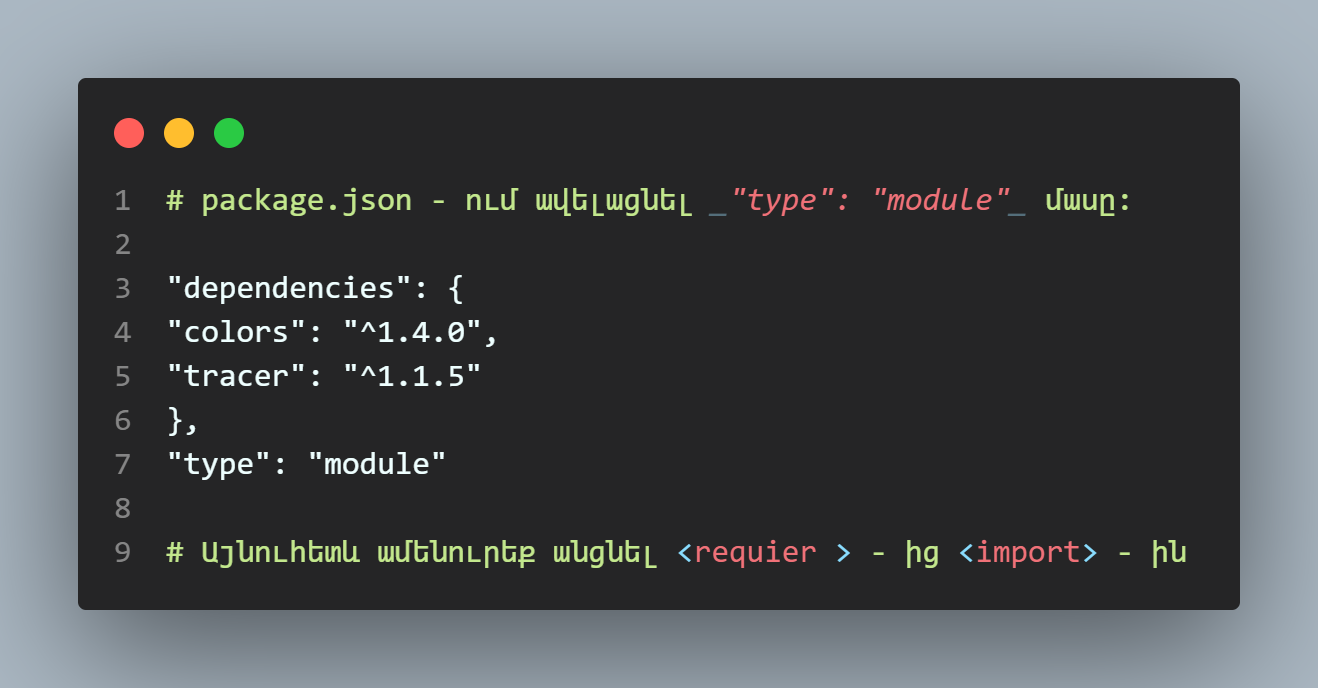 1 # package.json - ում ավելացնել _"type": "module"_ մասը:
2
3 "dependencies": {
4 "colors": "^1.4.0",
5 "tracer": "^1.1.5"
6 },
7 "type": "module"
8
9 # Այնուհետև ամենուրեք անցնել <requier > - ից <import> - ին